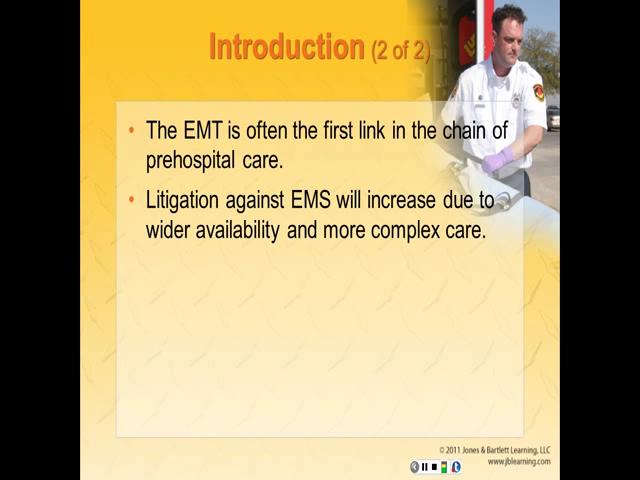 Introduction (2 of 2)
• The EMT is often the first link in the chain of
prehospital care.
• Litigation against EMS will increase due to
wider availability and more complex care.
© 2011 Jones & Bartlett Learning, LLC
www.jblearning.com